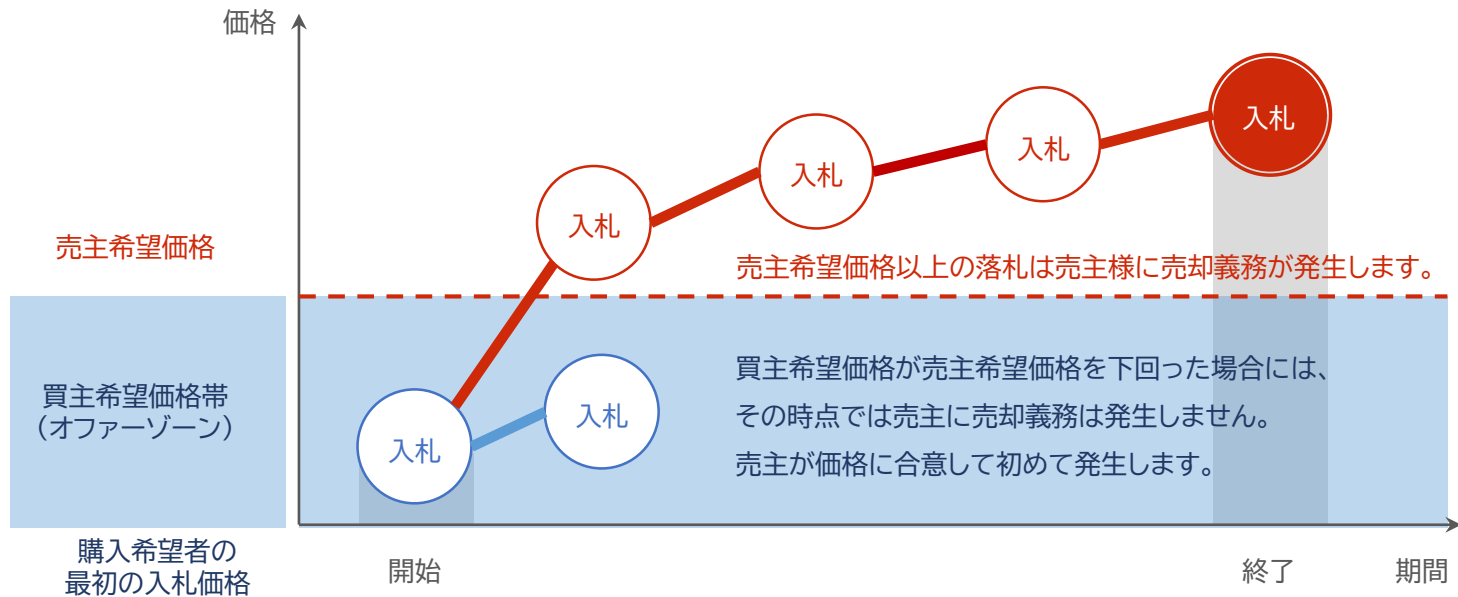 価格
入札
入札
入札
入札
入札
入札
売主希望価格
売主希望価格以上の落札は売主様に売却義務が発生します。
買主希望価格帯
（オファーゾーン）
買主希望価格が売主希望価格を下回った場合には、
その時点では売主に売却義務は発生しません。
売主が価格に合意して初めて発生します。
購入希望者の
最初の入札価格
開始
終了
期間